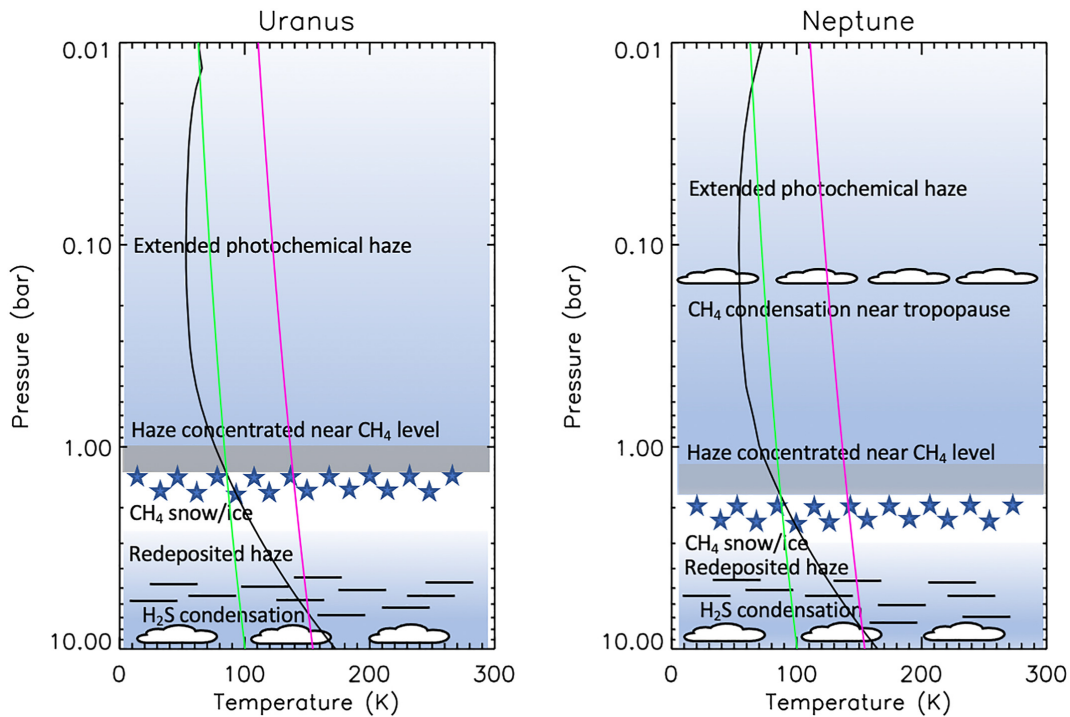 Uranus
0.01
0.10
1.00
10.00
Pressure (bar)
Extended photochemical haze
Haze concentrated near CH₄ level
CH₄ snow/ice
Redeposited haze
H₂S condensation
0 100 200 300
Temperature (K)
Neptune
0.01
0.10
1.00
10.00
Pressure (bar)
Extended photochemical haze
CH₄ condensation near tropopause
Haze concentrated near CH₄ level
CH₄ snow/ice
Redeposited haze
H₂S condensation
0 100 200 300
Temperature (K)